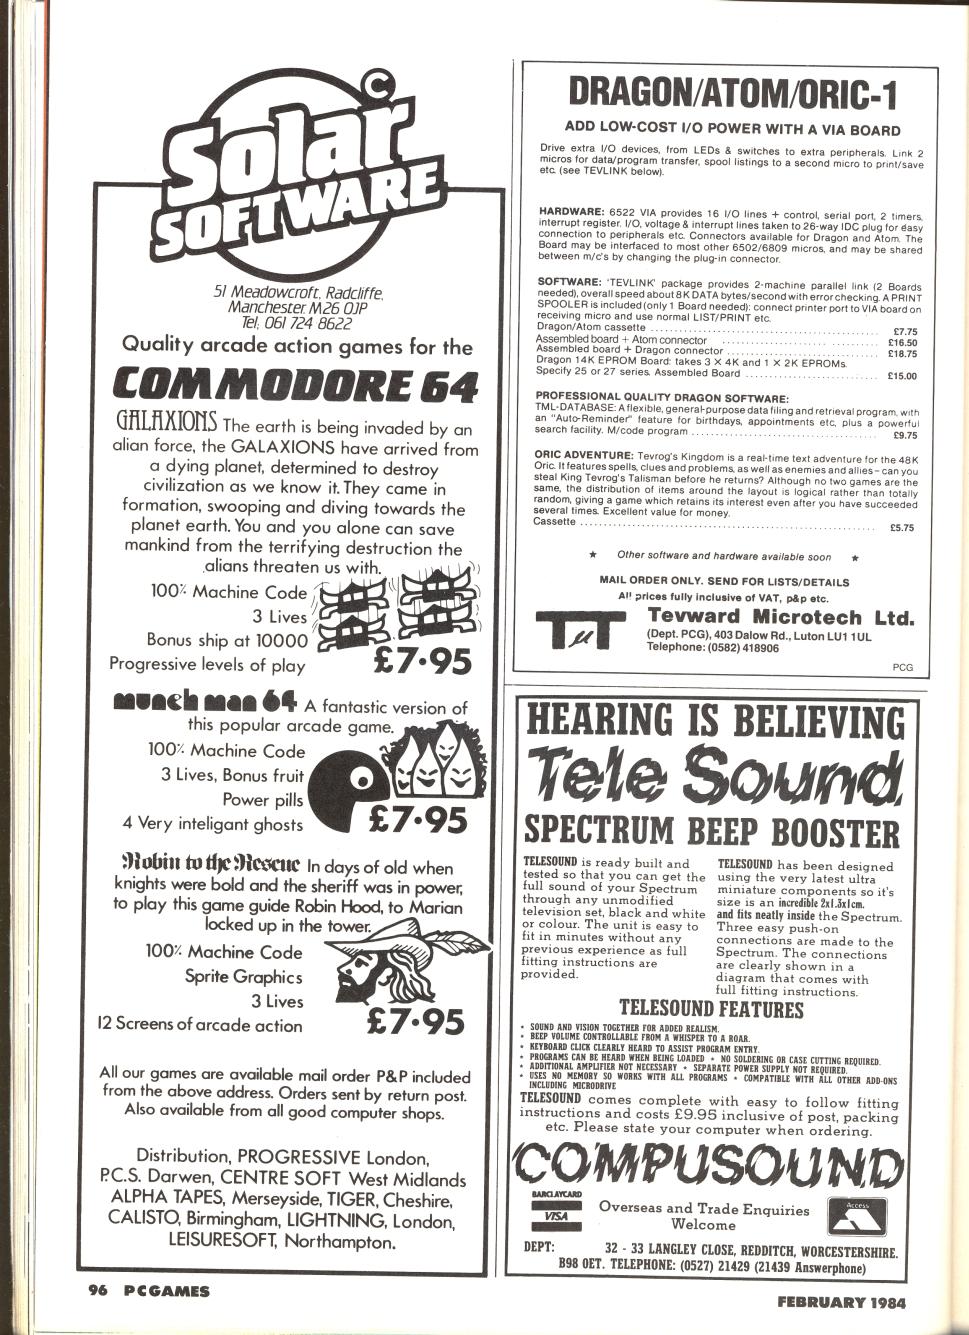 ©
Solar
SOFTWARE
51 Meadowcroft, Radcliffe,
Manchester. M26 0JP
Tel; 061 724 8622
Quality arcade action games for the
COMMODORE 64
GALAXIONS The earth is being invaded by an
alian force, the GALAXIONS have arrived from
a dying planet, determined to destroy
civilization as we know it. They came in
formation, swooping and diving towards the
planet earth. You and you alone can save
mankind from the terrifying destruction the
alians threaten us with.
100% Machine Code
3 Lives
Bonus ship at 10000
Progressive levels of play
£7·95
munch man 64 A fantastic version of
this popular arcade game.
100% Machine Code
3 Lives, Bonus fruit
Power pills
4 Very inteligant ghosts
£7·95
Robin to the Rescue In days of old when
knights were bold and the sheriff was in power,
to play this game guide Robin Hood, to Marian
locked up in the tower.
100% Machine Code
Sprite Graphics
3 Lives
12 Screens of arcade action
£7·95
All our games are available mail order P&P included
from the above address. Orders sent by return post.
Also available from all good computer shops.
Distribution, PROGRESSIVE London,
P.C.S. Darwen, CENTRE SOFT West Midlands
ALPHA TAPES, Merseyside, TIGER, Cheshire,
CALISTO, Birmingham, LIGHTNING, London,
LEISURESOFT, Northampton.
DRAGON/ATOM/ORIC-1
ADD LOW-COST I/O POWER WITH A VIA BOARD
Drive extra I/O devices, from LEDs & switches to extra peripherals. Link 2
micros for data/program transfer, spool listings to a second micro to print/save
etc. (see TEVLINK below).
HARDWARE: 6522 VIA provides 16 I/O lines + control, serial port, 2 timers,
interrupt register. I/O, voltage & interrupt lines taken to 26-way IDC plug for easy
connection to peripherals etc. Connectors available for Dragon and Atom. The
Board may be interfaced to most other 6502/6809 micros, and may be shared
between m/c's by changing the plug-in connector.
SOFTWARE: 'TEVLINK' package provides 2-machine parallel link (2 Boards
needed), overall speed about 8K DATA bytes/second with error checking. A PRINT
SPOOLER is included (only 1 Board needed): connect printer port to VIA board on
receiving micro and use normal LIST/PRINT etc.
Dragon/Atom cassette ........ £7.75
Assembled board + Atom connector ........ £16.50
Assembled board + Dragon connector ........ £18.75
Dragon 14K EPROM Board: takes 3 X 4K and 1 X 2K EPROMs.
Specify 25 or 27 series. Assembled Board ........ £15.00
PROFESSIONAL QUALITY DRAGON SOFTWARE:
TML-DATABASE: A flexible, general-purpose data filing and retrieval program, with
an "Auto-Reminder" feature for birthdays, appointments etc, plus a powerful
search facility. M/code program ........ £9.75
ORIC ADVENTURE: Tevrog's Kingdom is a real-time text adventure for the 48K
Oric. It features spells, clues and problems, as well as enemies and allies – can you
steal King Tevrog's Talisman before he returns? Although no two games are the
same, the distribution of items around the layout is logical rather than totally
random, giving a game which retains its interest even after you have succeeded
several times. Excellent value for money.
Cassette ........ £5.75
★ Other software and hardware available soon ★
MAIL ORDER ONLY. SEND FOR LISTS/DETAILS
All prices fully inclusive of VAT, p&p etc.
TμT
Tevward Microtech Ltd.
(Dept. PCG), 403 Dalow Rd., Luton LU1 1UL
Telephone: (0582) 418906
PCG
HEARING IS BELIEVING
Tele Sound
SPECTRUM BEEP BOOSTER
TELESOUND is ready built and
tested so that you can get the
full sound of your Spectrum
through any unmodified
television set, black and white
or colour. The unit is easy to
fit in minutes without any
previous experience as full
fitting instructions are
provided.
TELESOUND has been designed
using the very latest ultra
miniature components so it's
size is an incredible 2x1.3x1cm.
and fits neatly inside the Spectrum.
Three easy push-on
connections are made to the
Spectrum. The connections
are clearly shown in a
diagram that comes with
full fitting instructions.
TELESOUND FEATURES
• SOUND AND VISION TOGETHER FOR ADDED REALISM.
• BEEP VOLUME CONTROLLABLE FROM A WHISPER TO A ROAR.
• KEYBOARD CLICK CLEARLY HEARD TO ASSIST PROGRAM ENTRY.
• PROGRAMS CAN BE HEARD WHEN BEING LOADED • NO SOLDERING OR CASE CUTTING REQUIRED.
• ADDITIONAL AMPLIFIER NOT NECESSARY • SEPARATE POWER SUPPLY NOT REQUIRED.
• USES NO MEMORY SO WORKS WITH ALL PROGRAMS • COMPATIBLE WITH ALL OTHER ADD-ONS
INCLUDING MICRODRIVE
TELESOUND comes complete with easy to follow fitting
instructions and costs £9.95 inclusive of post, packing
etc. Please state your computer when ordering.
COMPUSOUND
BARCLAYCARD
VISA
Overseas and Trade Enquiries
Welcome
Access
DEPT: 32 - 33 LANGLEY CLOSE, REDDITCH, WORCESTERSHIRE.
B98 0ET. TELEPHONE: (0527) 21429 (21439 Answerphone)
96 PCGAMES
FEBRUARY 1984